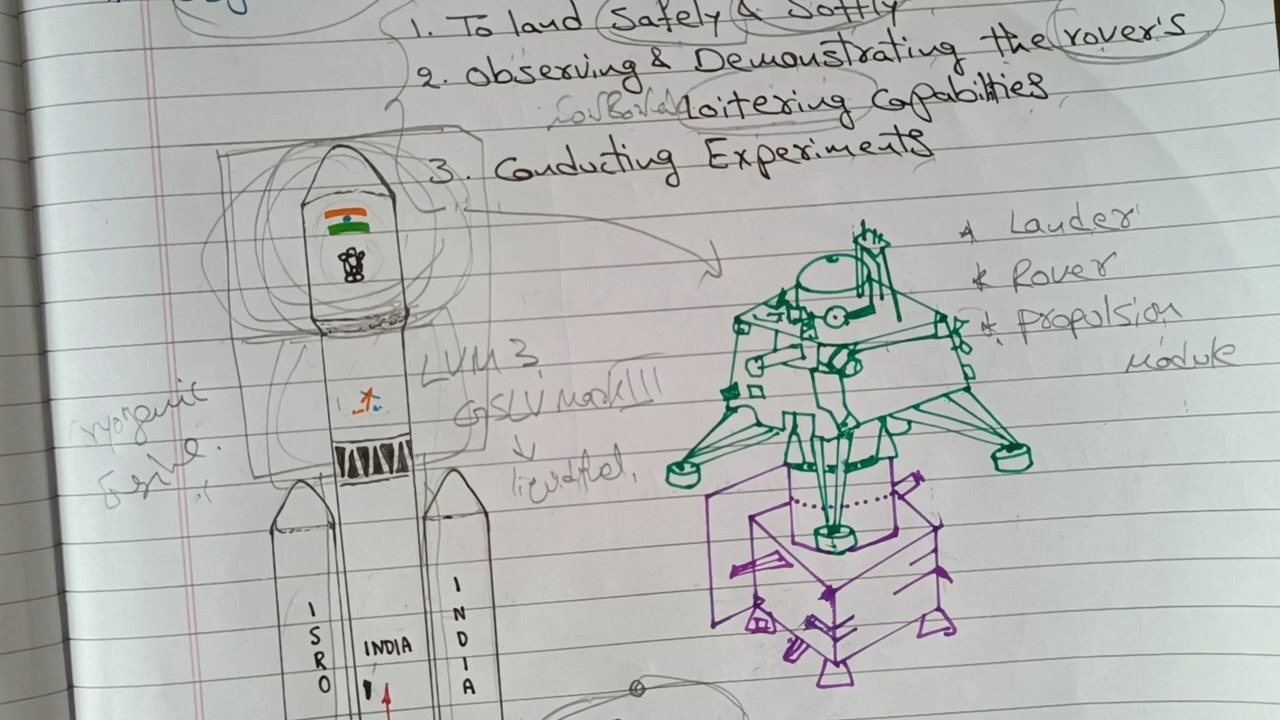 1. To land Safely & Softly
2. Observing & Demonstrating the rover's
loitering Capabilities
3. Conducting Experiments
* Lander
* Rover
* Propulsion
Module
LVM 3
GSLV Mark III
Cryogenic
liquid fuel.
ISRO
INDIA
INDIA